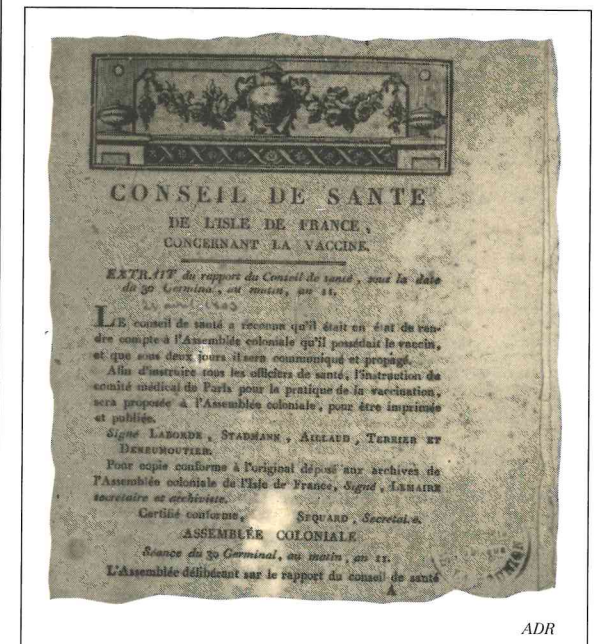 CONSEIL DE SANTE
DE L'ISLE DE FRANCE,
CONCERNANT LA VACCINE.
EXTRAIT du rapport du Conseil de santé, sous la date
du 30 Germinal, au matin, an 11.
LE conseil de santé a reconnu qu'il était en état de ren-
dre compte à l'Assemblée coloniale qu'il possédait le vaccin,
et que sous deux jours il sera communiqué et propagé.
Afin d'instruire tous les officiers de santé, l'instruction du
comité médical de Paris pour la pratique de la vaccination,
sera proposée à l'Assemblée coloniale, pour être imprimée
et publiée.
Signé LABORDE, STADMANN, AILLAUD, TERRIER ET
DENEUMOUTIER.
Pour copie conforme à l'original déposé aux archives de
l'Assemblée coloniale de l'Isle de France, Signé, LEMAIRE
secretaire et archiviste.
Certifié conforme, SEQUARD, Secretaire.
ASSEMBLÉE COLONIALE
Séance du 30 Germinal, au matin, an 11.
L'Assemblée délibérant sur le rapport du conseil de santé
A
ADR